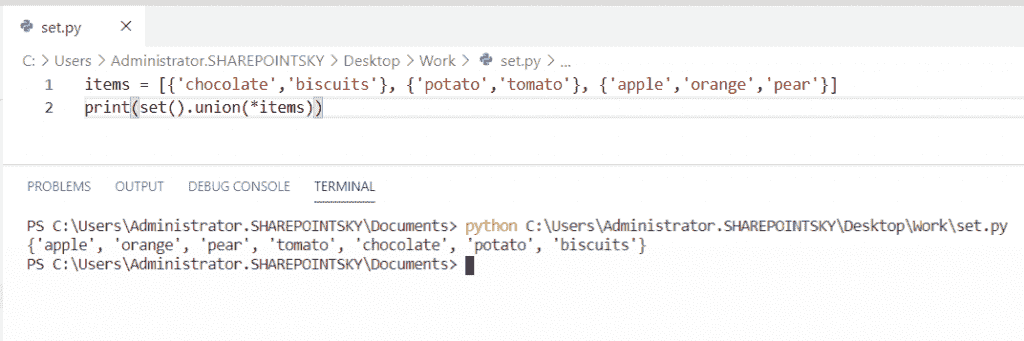 set.py ×
C: > Users > Administrator.SHAREPOINTSKY > Desktop > Work > set.py > ...
1 items = [{'chocolate','biscuits'}, {'potato','tomato'}, {'apple','orange','pear'}]
2 print(set().union(*items))
PROBLEMS OUTPUT DEBUG CONSOLE TERMINAL
PS C:\Users\Administrator.SHAREPOINTSKY\Documents> python C:\Users\Administrator.SHAREPOINTSKY\Desktop\Work\set.py
{'apple', 'orange', 'pear', 'tomato', 'chocolate', 'potato', 'biscuits'}
PS C:\Users\Administrator.SHAREPOINTSKY\Documents>